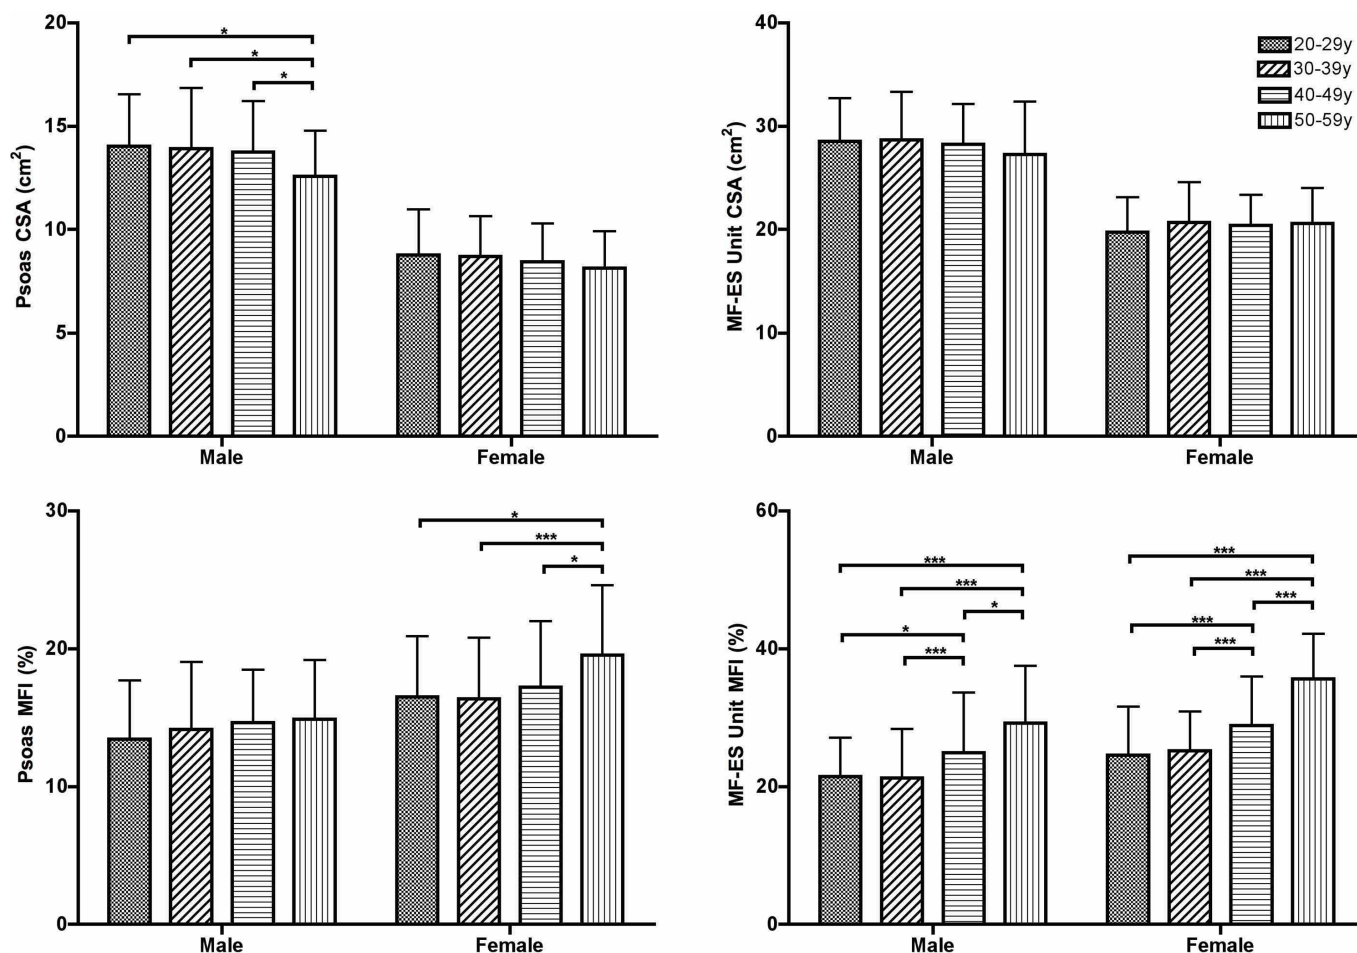 20
15
10
5
0
Psoas CSA (cm²)
*
*
*
Male
Female
40
30
20
10
0
MF-ES Unit CSA (cm²)
20-29y
30-39y
40-49y
50-59y
Male
Female
30
20
10
0
Psoas MFI (%)
*
***
*
Male
Female
60
40
20
0
MF-ES Unit MFI (%)
***
***
*
*
***
***
***
***
***
***
Male
Female